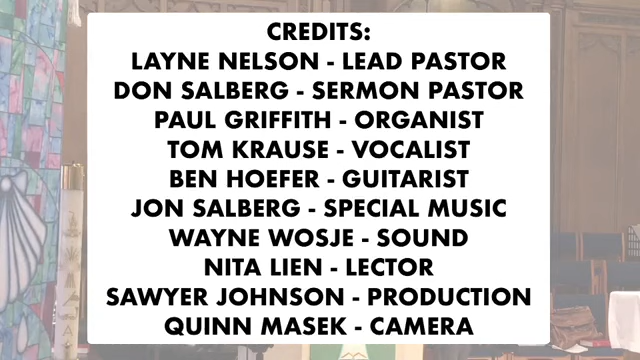 CREDITS:
LAYNE NELSON - LEAD PASTOR
DON SALBERG - SERMON PASTOR
PAUL GRIFFITH - ORGANIST
TOM KRAUSE - VOCALIST
BEN HOEFER - GUITARIST
JON SALBERG - SPECIAL MUSIC
WAYNE WOSJE - SOUND
NITA LIEN - LECTOR
SAWYER JOHNSON - PRODUCTION
QUINN MASEK - CAMERA